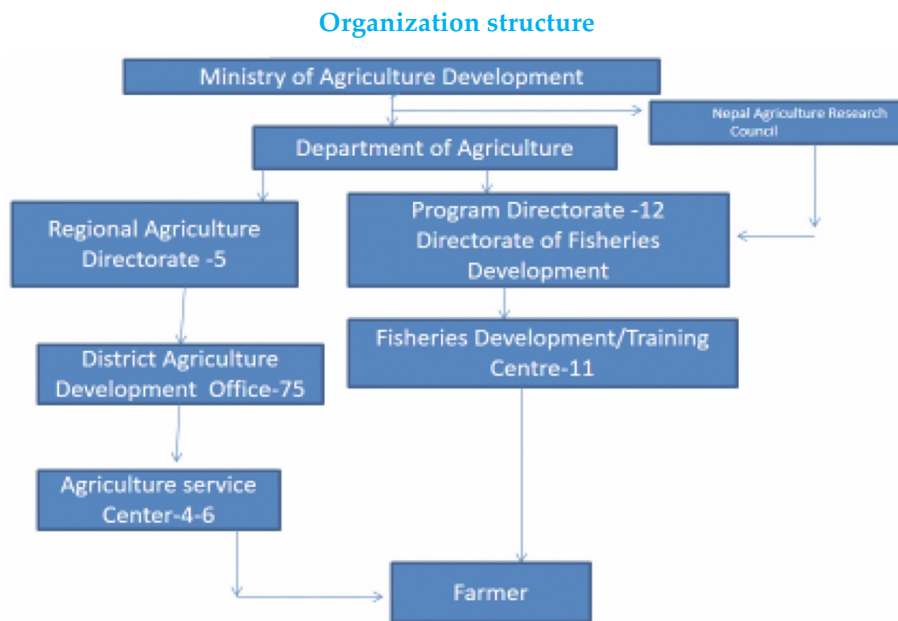 Organization structure
Ministry of Agriculture Development
Nepal Agriculture Research
Council
Department of Agriculture
Regional Agriculture
Directorate -5
Program Directorate -12
Directorate of Fisheries
Development
District Agriculture
Development Office-75
Fisheries Development/Training
Centre-11
Agriculture service
Center-4-6
Farmer